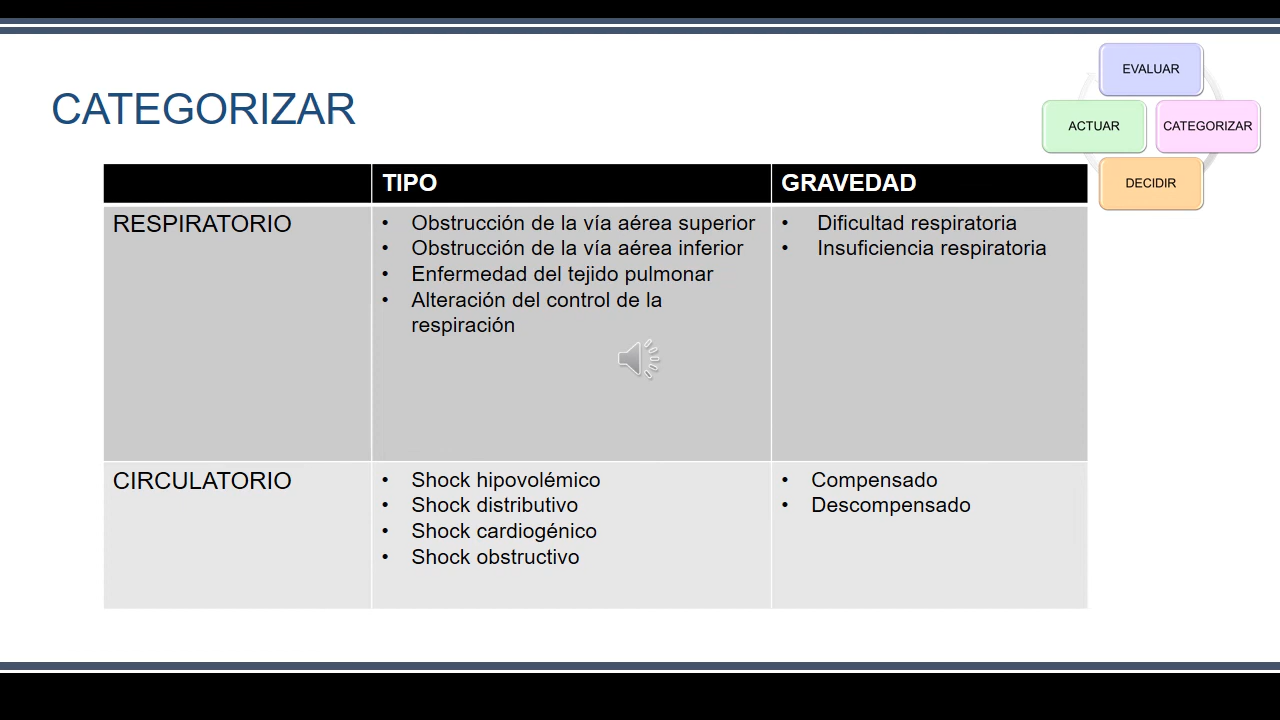 EVALUAR
CATEGORIZAR
ACTUAR
CATEGORIZAR
DECIDIR
TIPO
GRAVEDAD
RESPIRATORIO
• Obstrucción de la vía aérea superior
• Obstrucción de la vía aérea inferior
• Enfermedad del tejido pulmonar
• Alteración del control de la
respiración
• Dificultad respiratoria
• Insuficiencia respiratoria
CIRCULATORIO
• Shock hipovolémico
• Shock distributivo
• Shock cardiogénico
• Shock obstructivo
• Compensado
• Descompensado